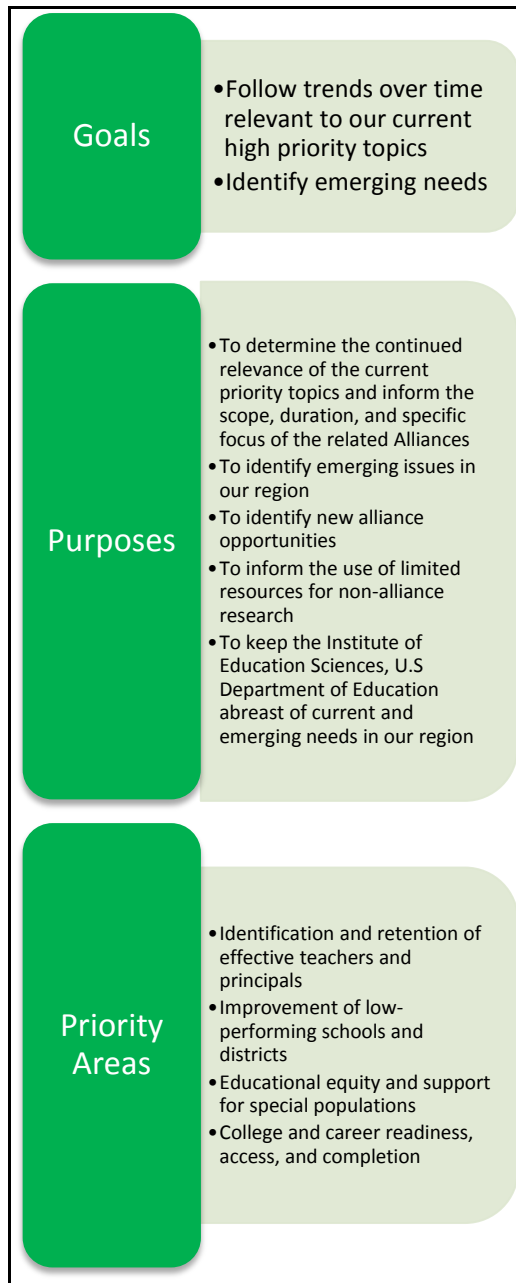 Goals
•Follow trends over time
relevant to our current
high priority topics
•Identify emerging needs
Purposes
•To determine the continued
relevance of the current
priority topics and inform the
scope, duration, and specific
focus of the related Alliances
•To identify emerging issues in
our region
•To identify new alliance
opportunities
•To inform the use of limited
resources for non-alliance
research
•To keep the Institute of
Education Sciences, U.S
Department of Education
abreast of current and
emerging needs in our region
Priority
Areas
•Identification and retention of
effective teachers and
principals
•Improvement of low-
performing schools and
districts
•Educational equity and support
for special populations
•College and career readiness,
access, and completion